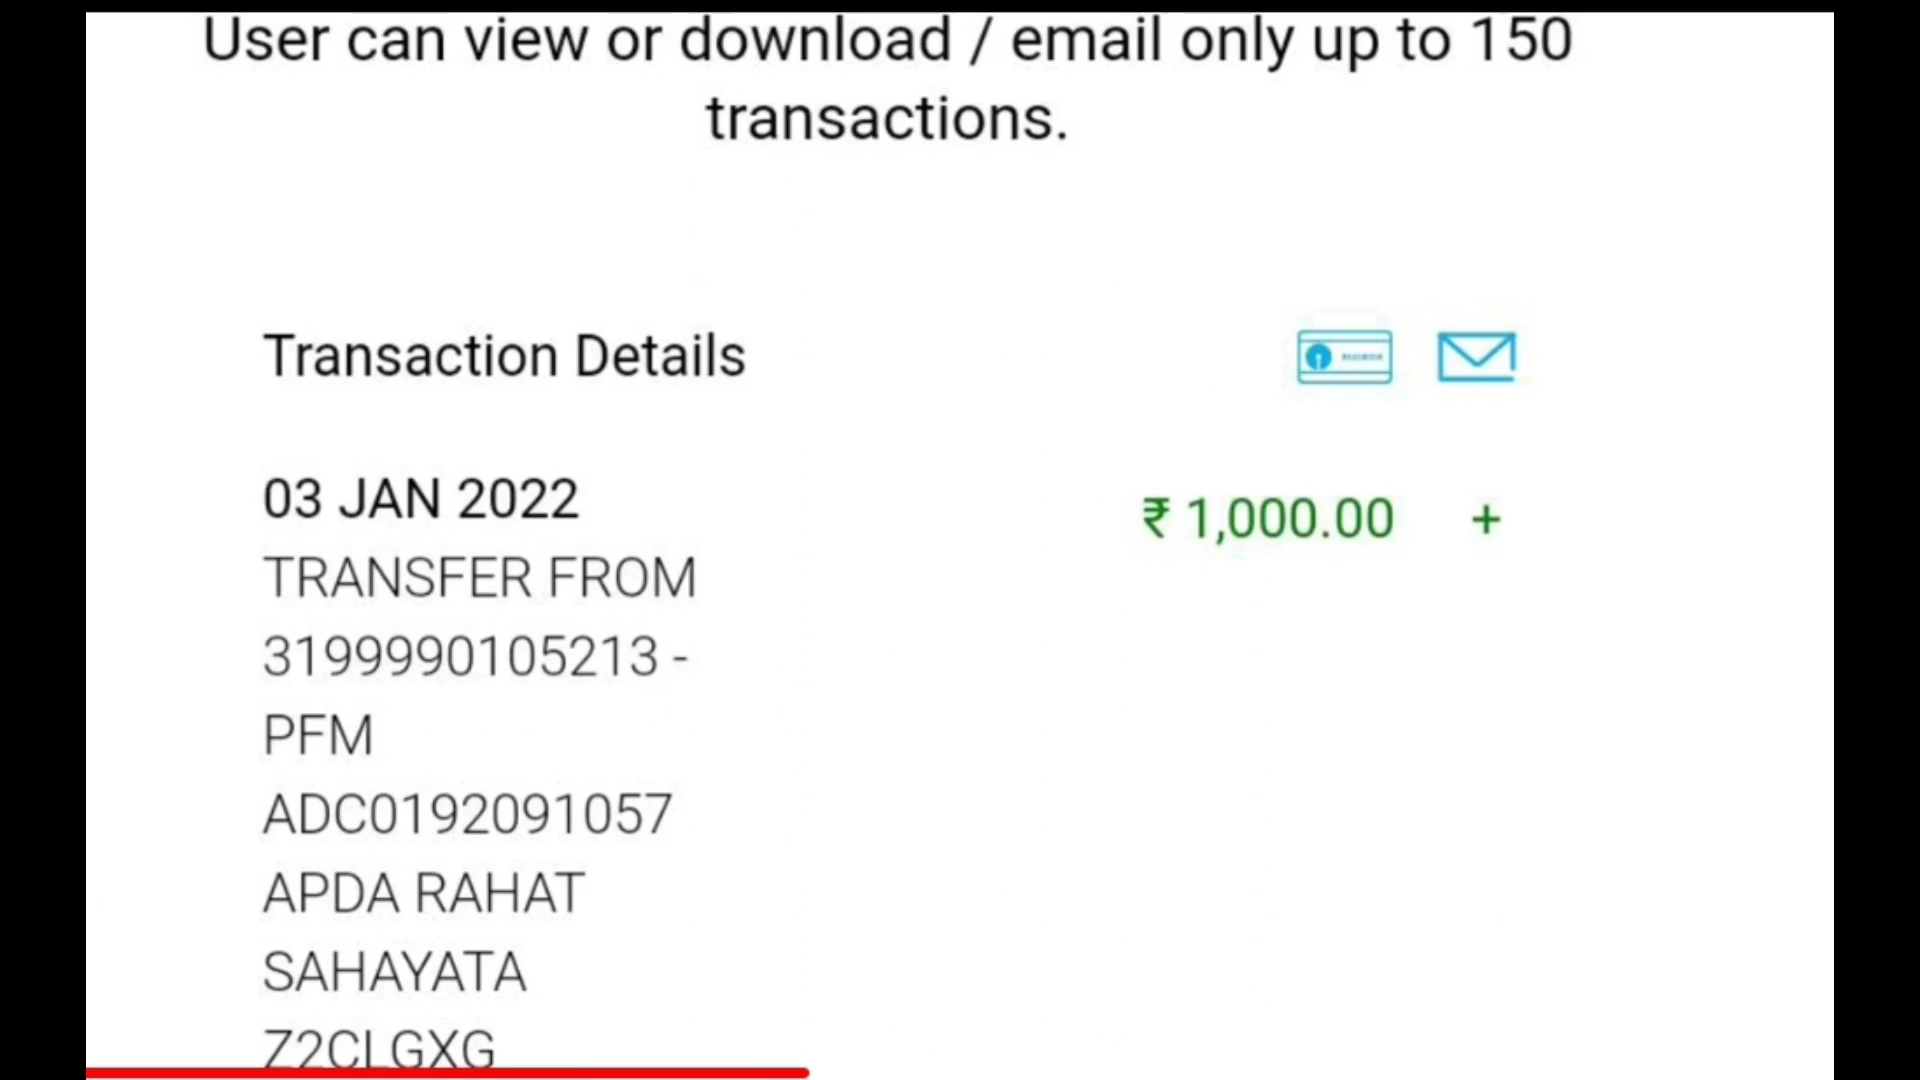 User can view or download / email only up to 150
transactions.
Transaction Details
03 JAN 2022
₹ 1,000.00 +
TRANSFER FROM
3199990105213 -
PFM
ADC0192091057
APDA RAHAT
SAHAYATA
Z2CLGXG